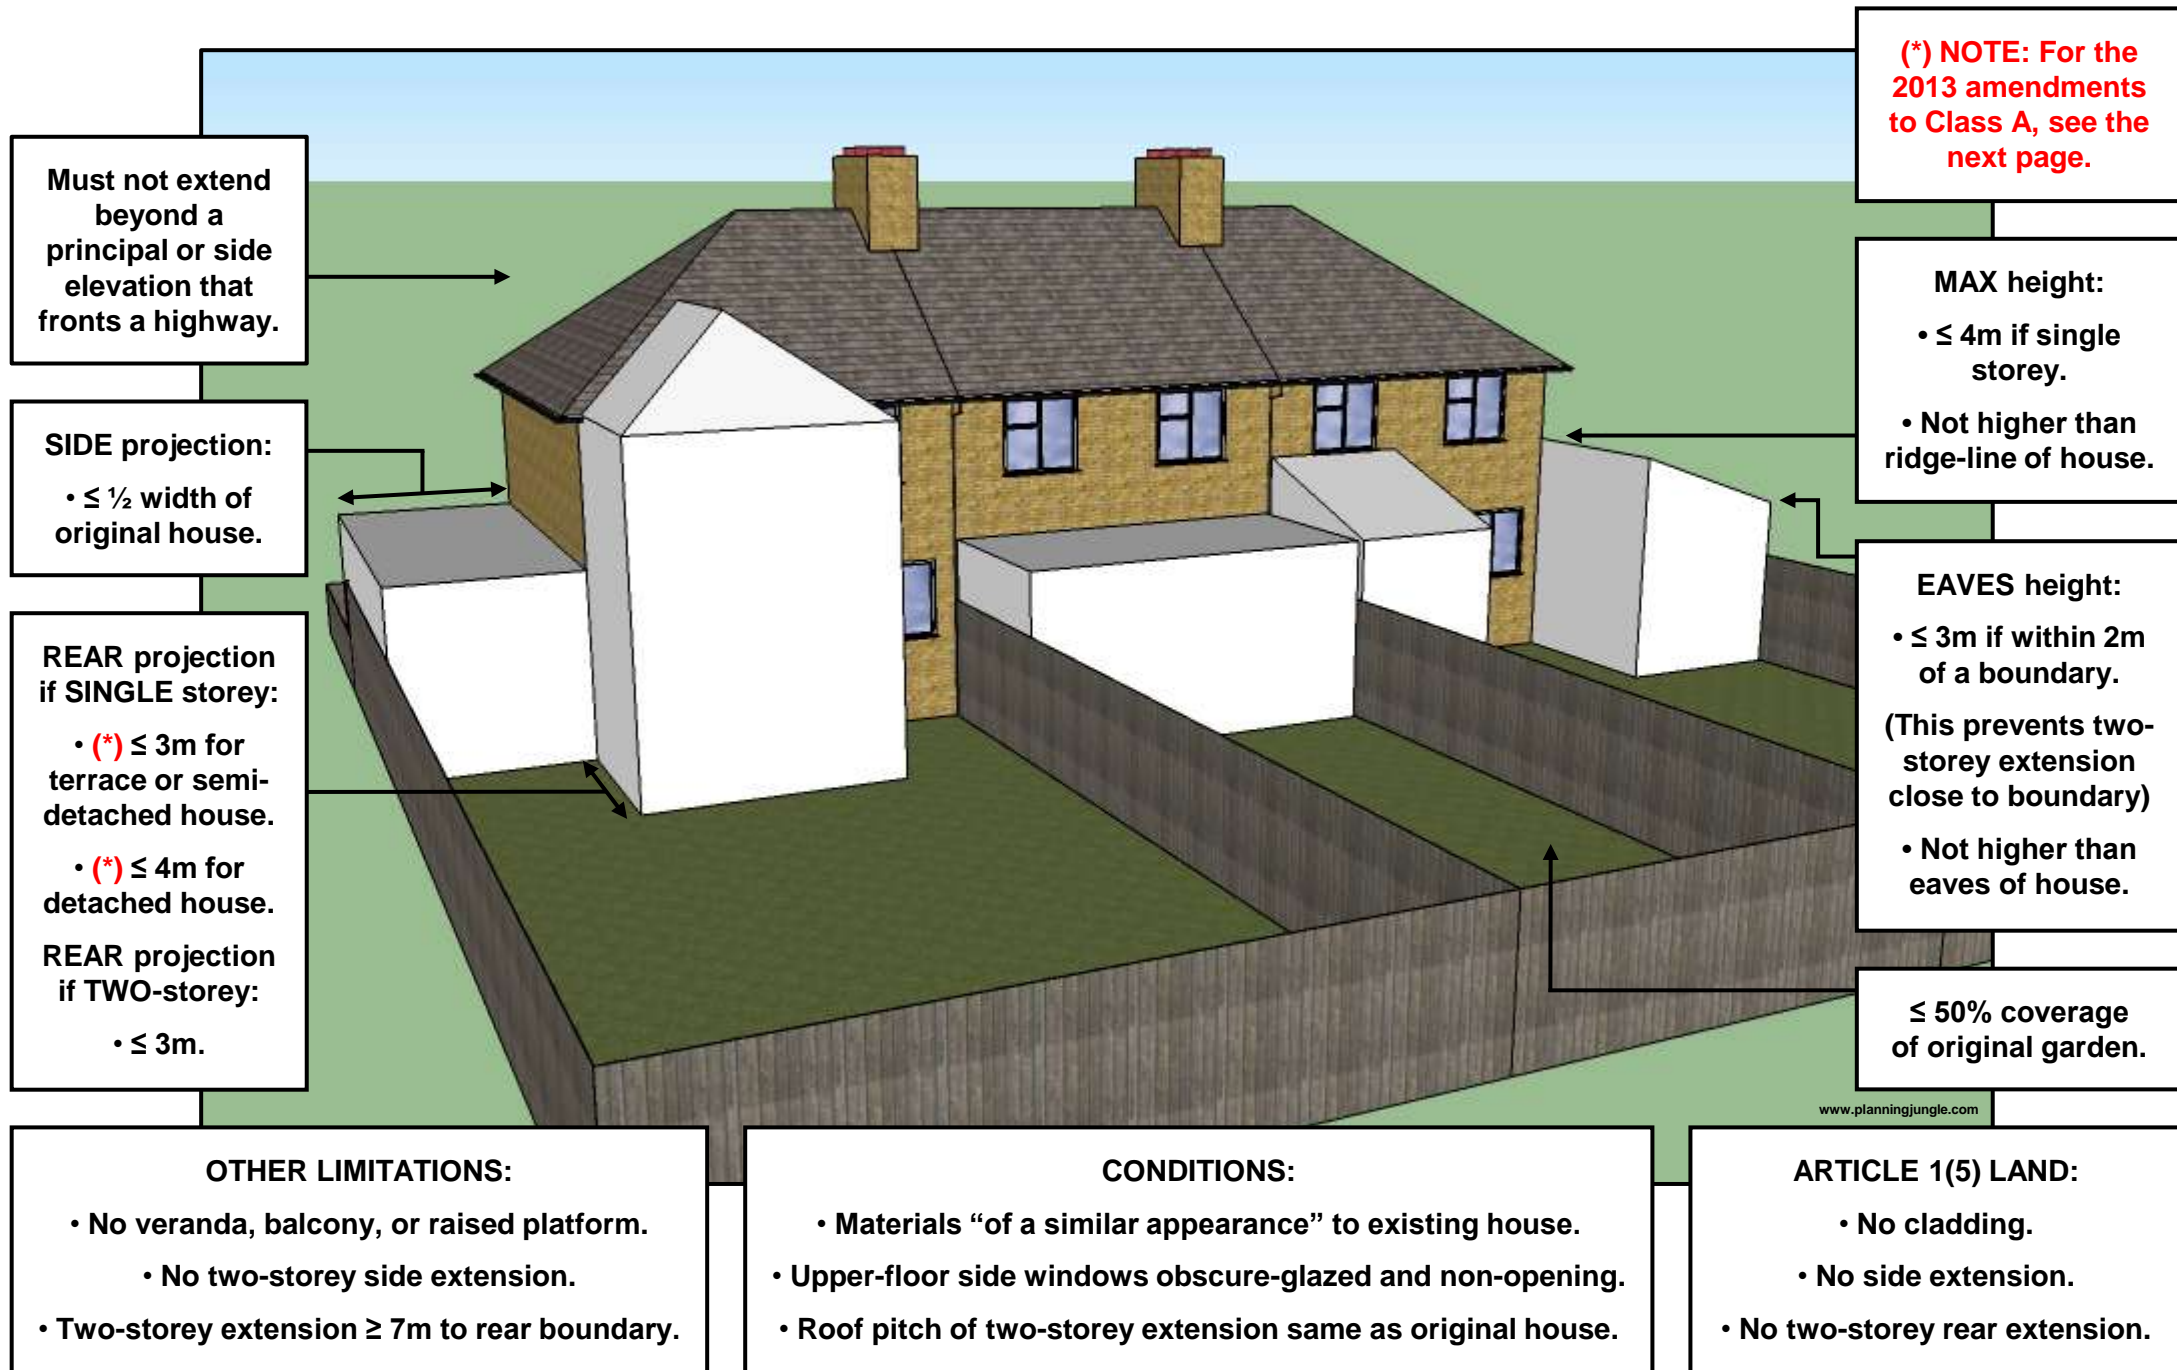 (*) NOTE: For the
2013 amendments
to Class A, see the
next page.
Must not extend
beyond a
principal or side
elevation that
fronts a highway.
SIDE projection:
• ≤ ½ width of
original house.
REAR projection
if SINGLE storey:
• (*) ≤ 3m for
terrace or semi-
detached house.
• (*) ≤ 4m for
detached house.
REAR projection
if TWO-storey:
• ≤ 3m.
MAX height:
• ≤ 4m if single
storey.
• Not higher than
ridge-line of house.
EAVES height:
• ≤ 3m if within 2m
of a boundary.
(This prevents two-
storey extension
close to boundary)
• Not higher than
eaves of house.
≤ 50% coverage
of original garden.
www.planningjungle.com
OTHER LIMITATIONS:
• No veranda, balcony, or raised platform.
• No two-storey side extension.
• Two-storey extension ≥ 7m to rear boundary.
CONDITIONS:
• Materials “of a similar appearance” to existing house.
• Upper-floor side windows obscure-glazed and non-opening.
• Roof pitch of two-storey extension same as original house.
ARTICLE 1(5) LAND:
• No cladding.
• No side extension.
• No two-storey rear extension.